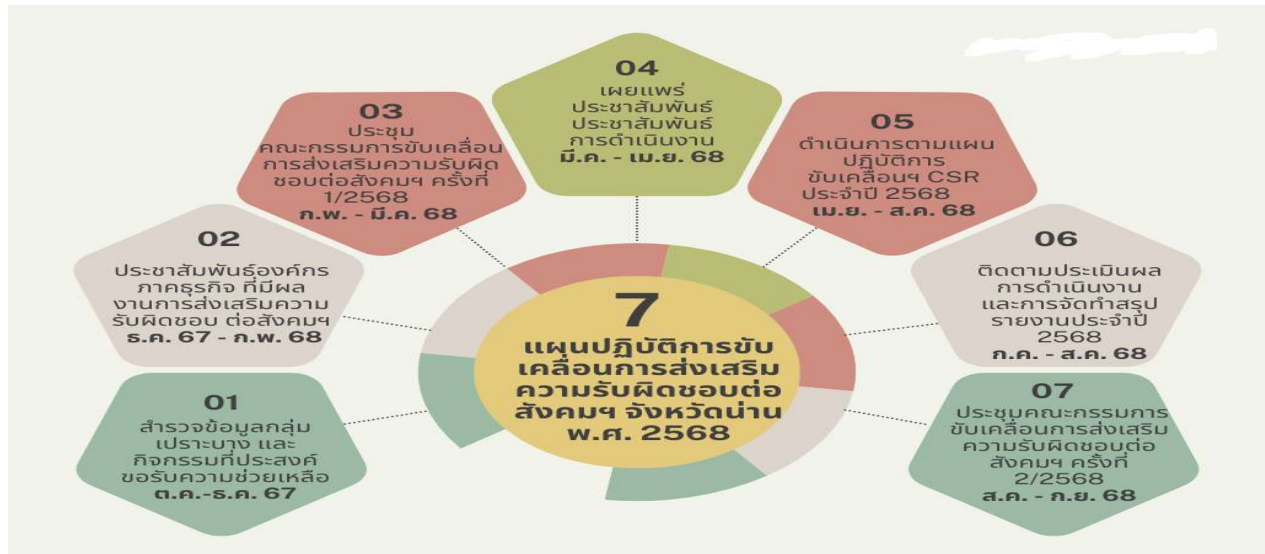 01
สำรวจข้อมูลกลุ่ม
เปราะบาง และ
กิจกรรมที่ประสงค์
ขอรับความช่วยเหลือ
ต.ค.-ธ.ค. 67
02
ประชาสัมพันธ์องค์กร
ภาคธุรกิจ ที่มีผล
งานการส่งเสริมความ
รับผิดชอบ ต่อสังคมฯ
ธ.ค. 67 - ก.พ. 68
03
ประชุม
คณะกรรมการขับเคลื่อน
การส่งเสริมความรับผิด
ชอบต่อสังคมฯ ครั้งที่
1/2568
ก.พ. - มี.ค. 68
04
เผยแพร่
ประชาสัมพันธ์
ประชาสัมพันธ์
การดำเนินงาน
มี.ค. - เม.ย. 68
05
ดำเนินการตามแผน
ปฏิบัติการ
ขับเคลื่อนฯ CSR
ประจำปี 2568
เม.ย. - ส.ค. 68
06
ติดตามประเมินผล
การดำเนินงาน
และการจัดทำสรุป
รายงานประจำปี
2568
ก.ค. - ส.ค. 68
07
ประชุมคณะกรรมการ
ขับเคลื่อนการส่งเสริม
ความรับผิดชอบต่อ
สังคมฯ ครั้งที่
2/2568
ส.ค. - ก.ย. 68
7
แผนปฏิบัติการขับ
เคลื่อนการส่งเสริม
ความรับผิดชอบต่อ
สังคมฯ จังหวัดน่าน
พ.ศ. 2568